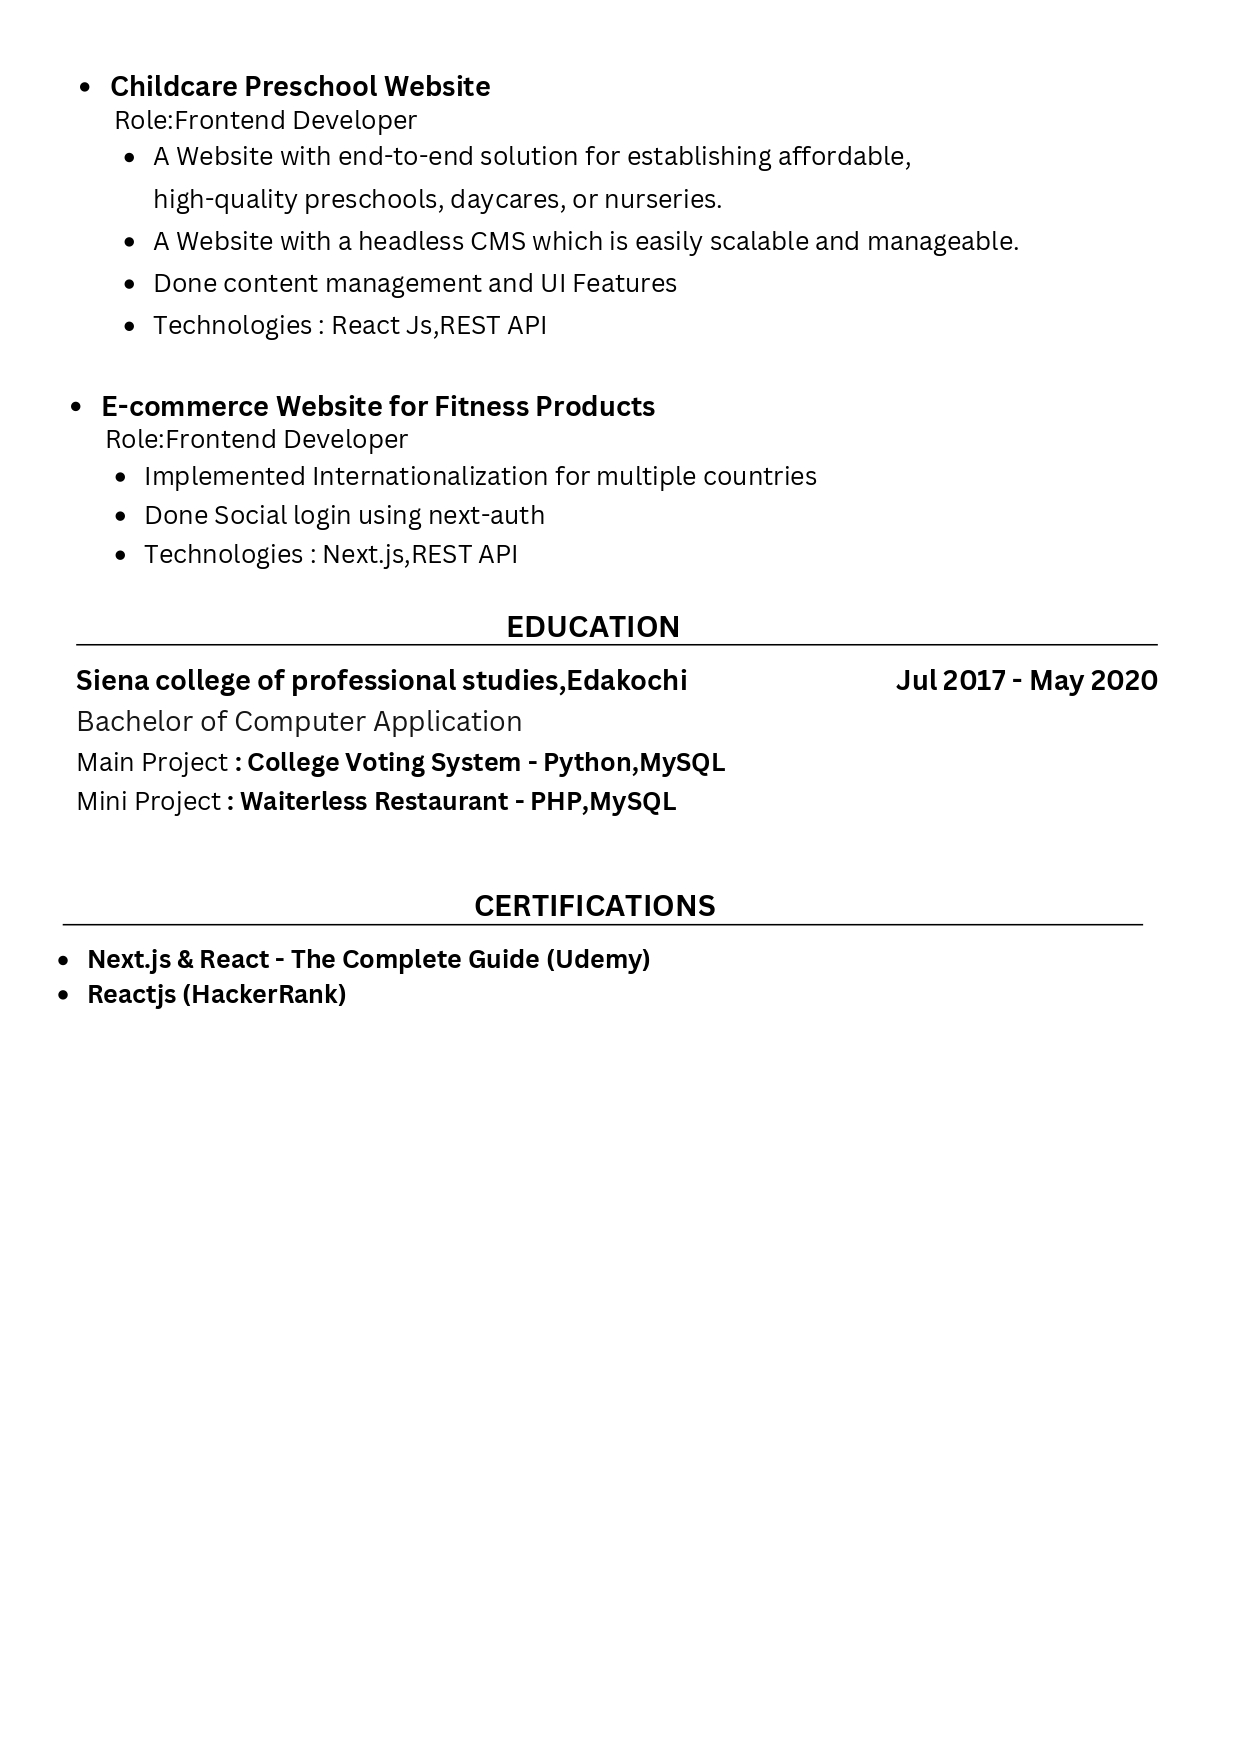 • Childcare Preschool Website
Role:Frontend Developer
• A Website with end-to-end solution for establishing affordable,
high-quality preschools, daycares, or nurseries.
• A Website with a headless CMS which is easily scalable and manageable.
• Done content management and UI Features
• Technologies : React Js,REST API
• E-commerce Website for Fitness Products
Role:Frontend Developer
• Implemented Internationalization for multiple countries
• Done Social login using next-auth
• Technologies : Next.js,REST API
EDUCATION
Siena college of professional studies,Edakochi Jul 2017 - May 2020
Bachelor of Computer Application
Main Project : College Voting System - Python,MySQL
Mini Project : Waiterless Restaurant - PHP,MySQL
CERTIFICATIONS
• Next.js & React - The Complete Guide (Udemy)
• Reactjs (HackerRank)